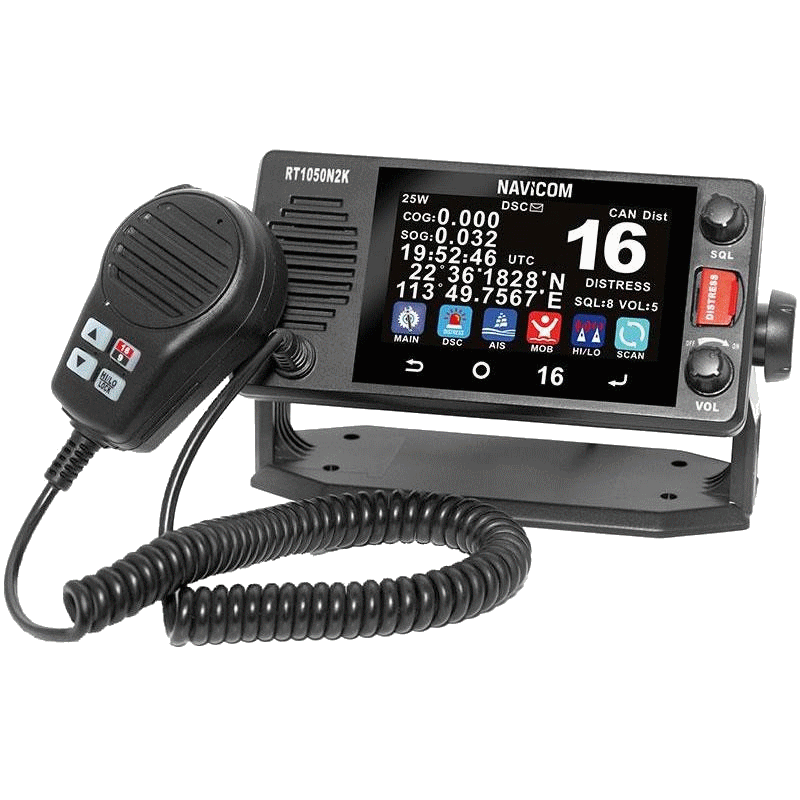 RT1050N2K
NAVICOM
25W
DSC
CAN Dist
COG:0.000
SOG:0.032
19:52:46 UTC
22°36'1828'N
113°49.7567'E
16
DISTRESS
SQL:8 VOL:5
MAIN
DISTRESS
DSC
AIS
MOB
HI/LO
SCAN
16
SQL
DISTRESS
OFF
ON
VOL
16
9
HI/LO
LOCK